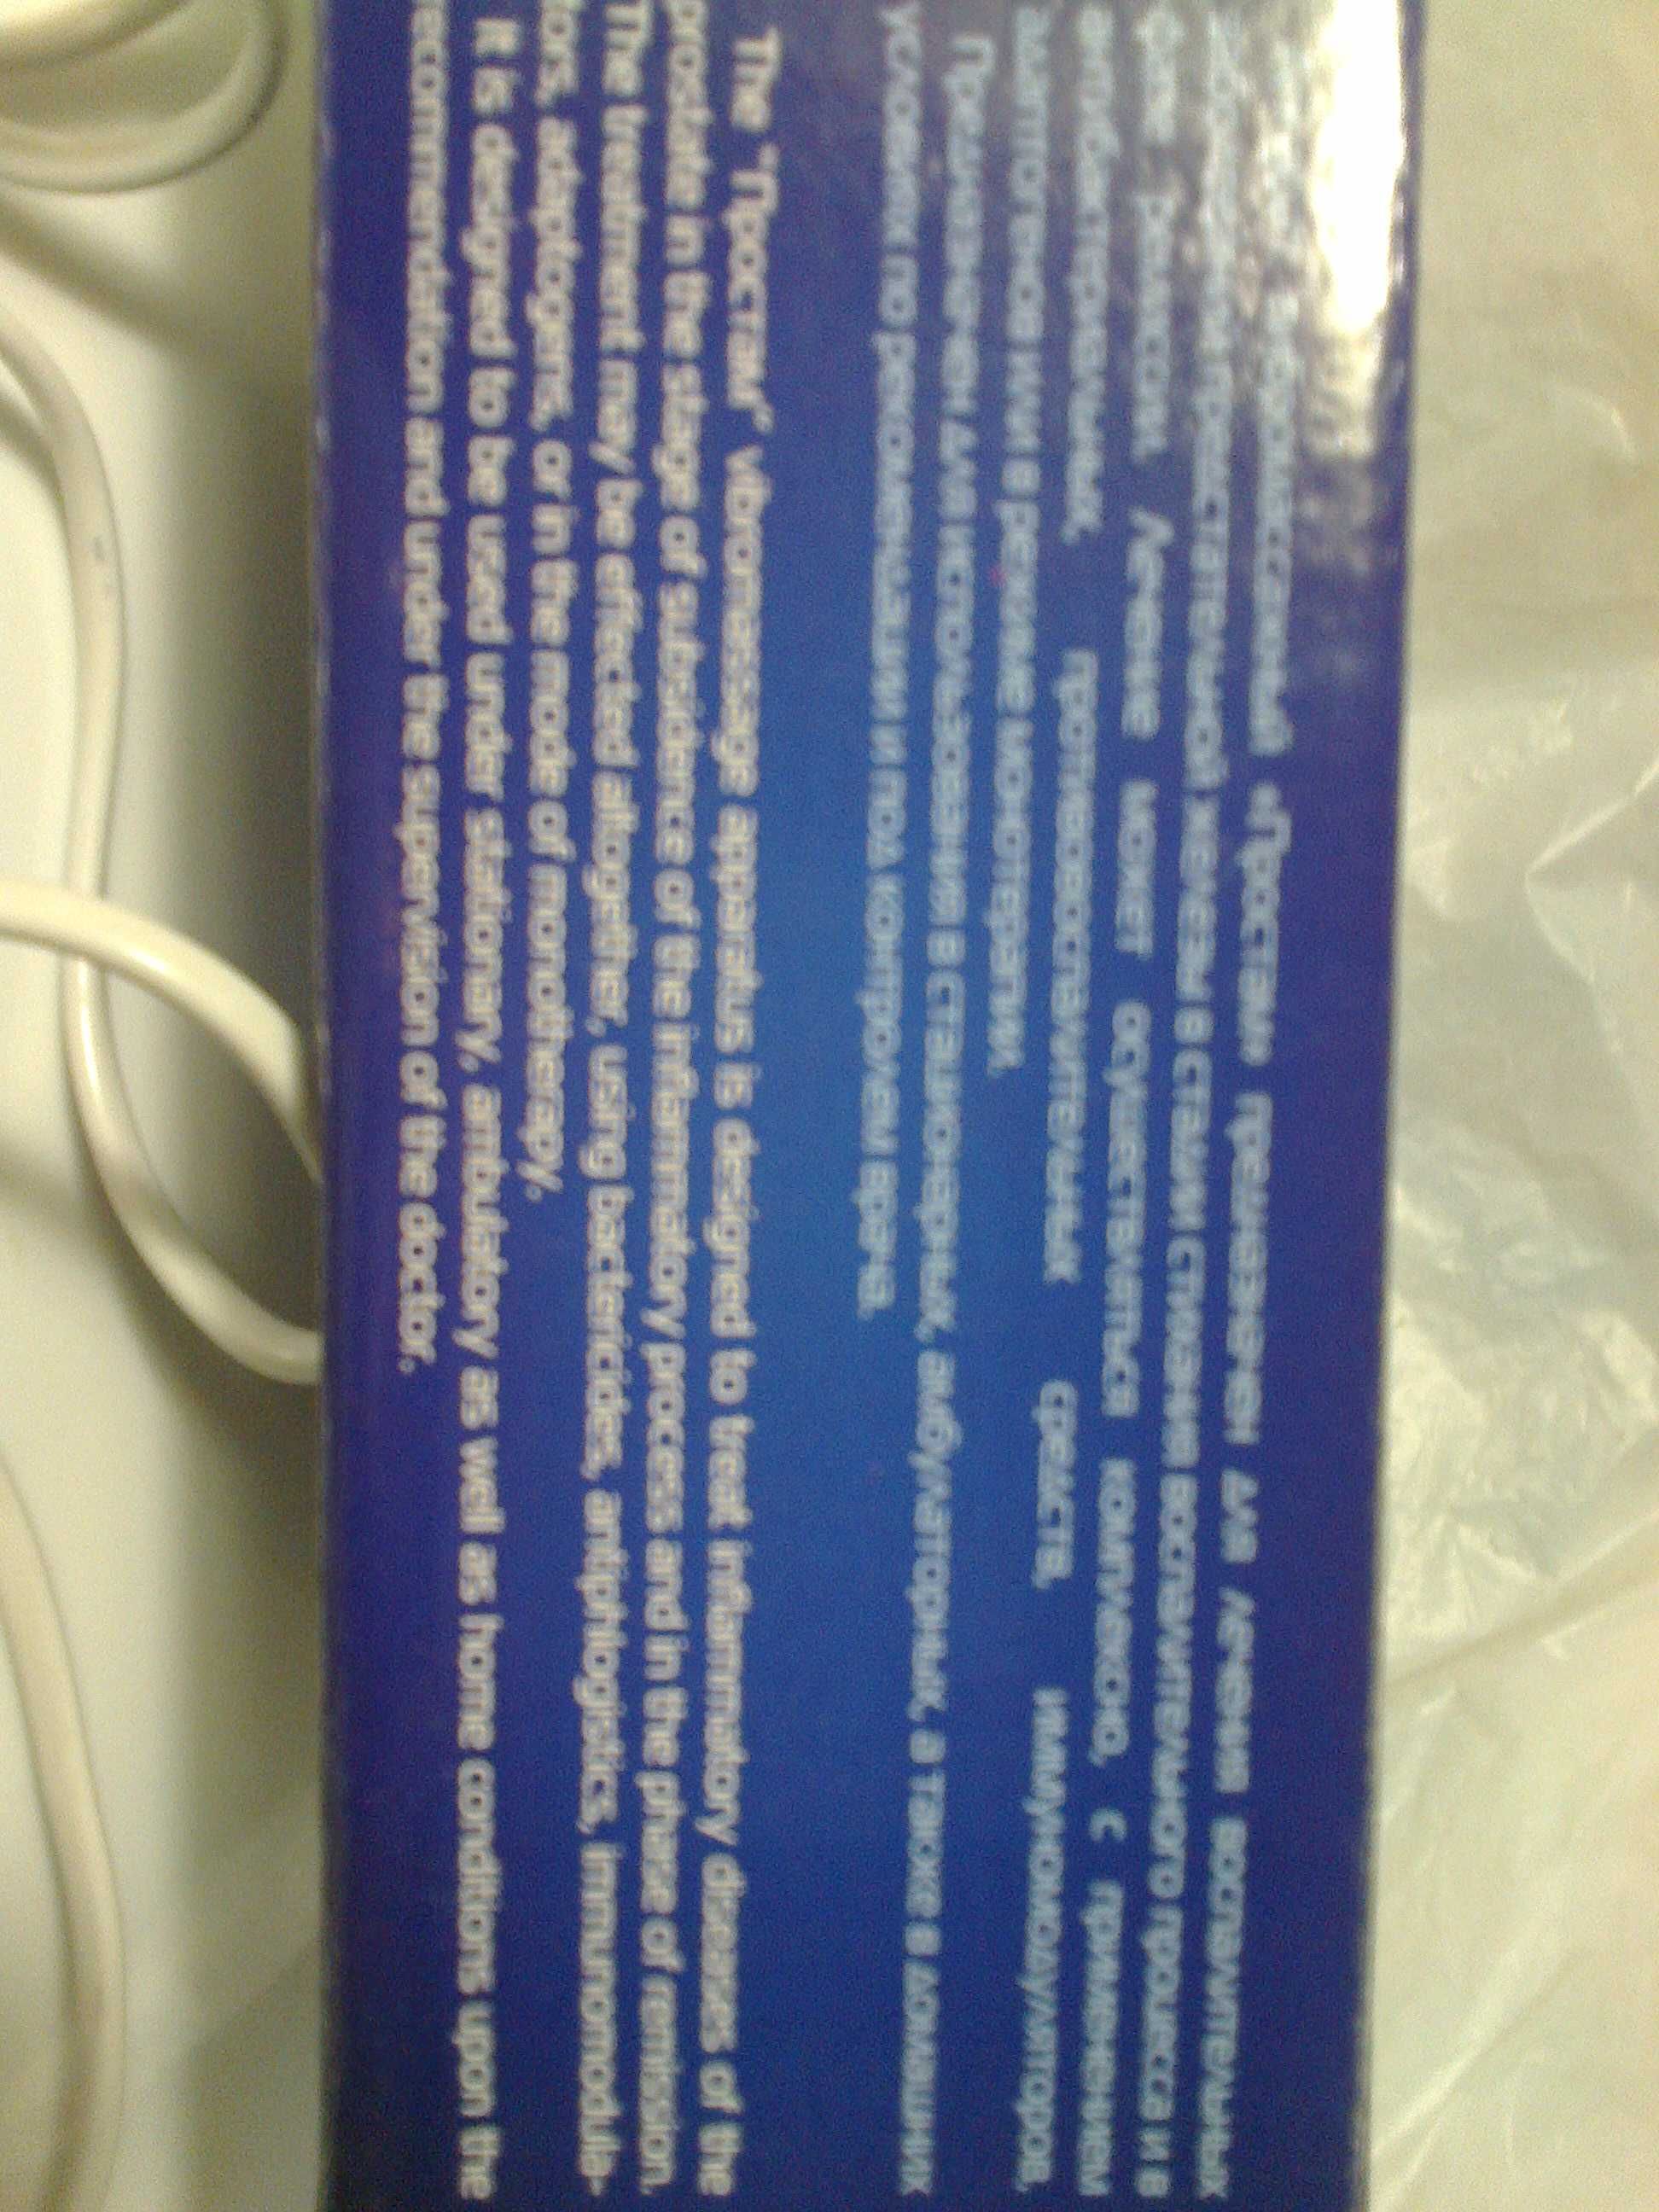 вибромассажный «Простам» предназначен для лечения воспалительных
заболеваний предстательной железы в стадии стихания воспалительного процесса и в
фазе ремиссии. Лечение может осуществляться комплексно, с применением
антибактериальных, противовоспалительных средств, иммуномодуляторов,
адаптогенов или в режиме монотерапии.
Предназначен для использования в стационарных, амбулаторных, а также в домашних
условиях по рекомендации и под контролем врача.
The "Простам" vibromassage apparatus is designed to treat inflammatory diseases of the
prostate in the stage of subsidence of the inflammatory process and in the phase of remission.
The treatment may be effected altogether, using bactericides, antiphlogistics, immunodula-
tors, adaptogens, or in the mode of monotherapy.
It is designed to be used under stationary, ambulatory as well as home conditions upon the
recommendation and under the supervision of the doctor.